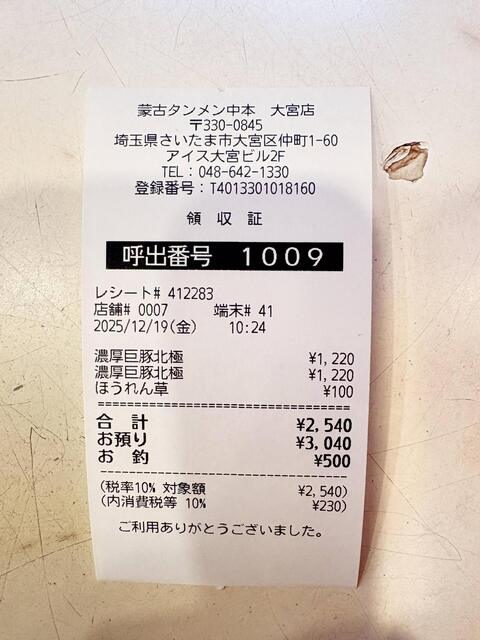 蒙古タンメン中本 大宮店
〒330-0845
埼玉県さいたま市大宮区仲町1-60
アイス大宮ビル2F
TEL：048-642-1330
登録番号：T4013301018160
領 収 証
呼出番号 1009
レシート# 412283
店舗# 0007 端末# 41
2025/12/19(金) 10:24
濃厚巨豚北極 ¥1,220
濃厚巨豚北極 ¥1,220
ほうれん草 ¥100
合 計 ¥2,540
お預り ¥3,040
お 釣 ¥500
(税率10% 対象額 ¥2,540)
(内消費税等 10% ¥230)
ご利用ありがとうございました。